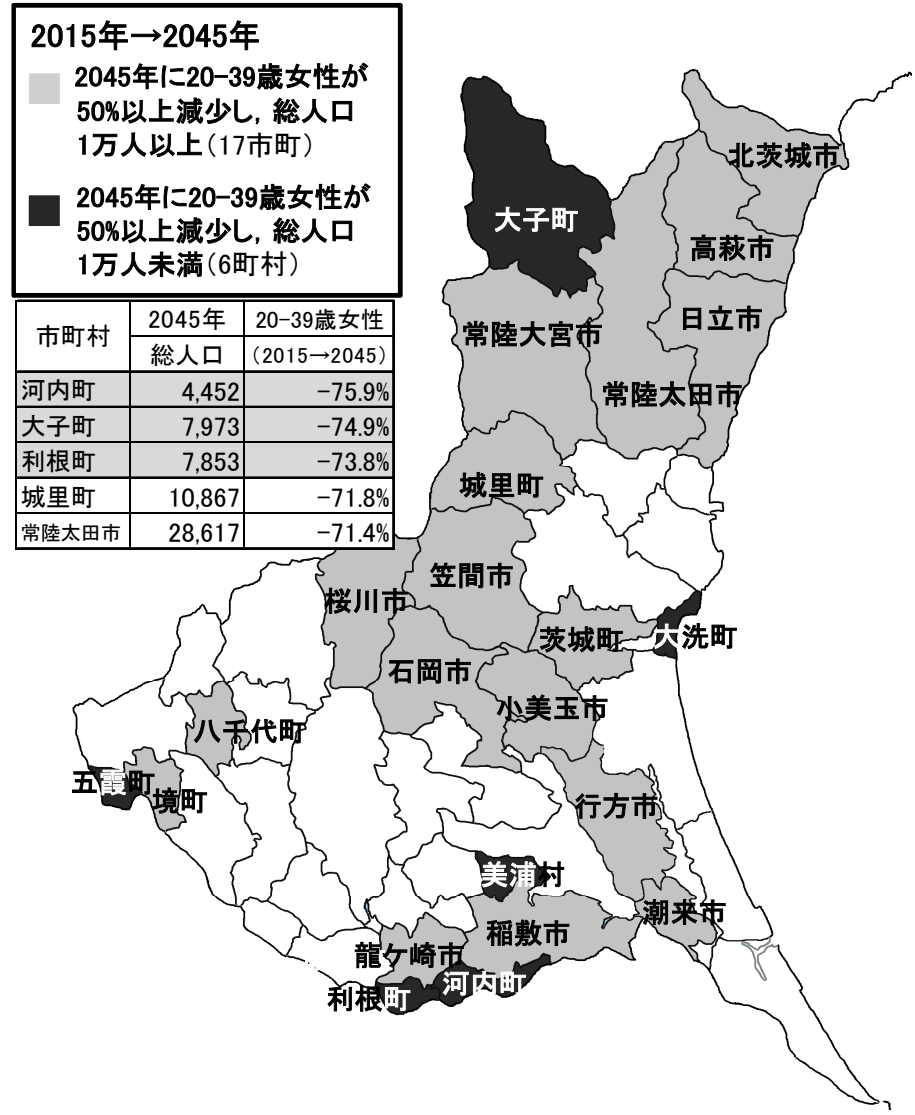 2015年→2045年
2045年に20-39歳女性が
50%以上減少し，総人口
1万人以上（17市町）
2045年に20-39歳女性が
50%以上減少し，総人口
1万人未満（6町村）
市町村 2045年 20-39歳女性
総人口 （2015→2045）
河内町 4,452 −75.9%
大子町 7,973 −74.9%
利根町 7,853 −73.8%
城里町 10,867 −71.8%
常陸太田市 28,617 −71.4%
北茨城市
大子町
高萩市
日立市
常陸大宮市
常陸太田市
城里町
笠間市
桜川市
茨城町
大洗町
石岡市
小美玉市
八千代町
五霞町
境町
行方市
美浦村
潮来市
稲敷市
龍ケ崎市
河内町
利根町